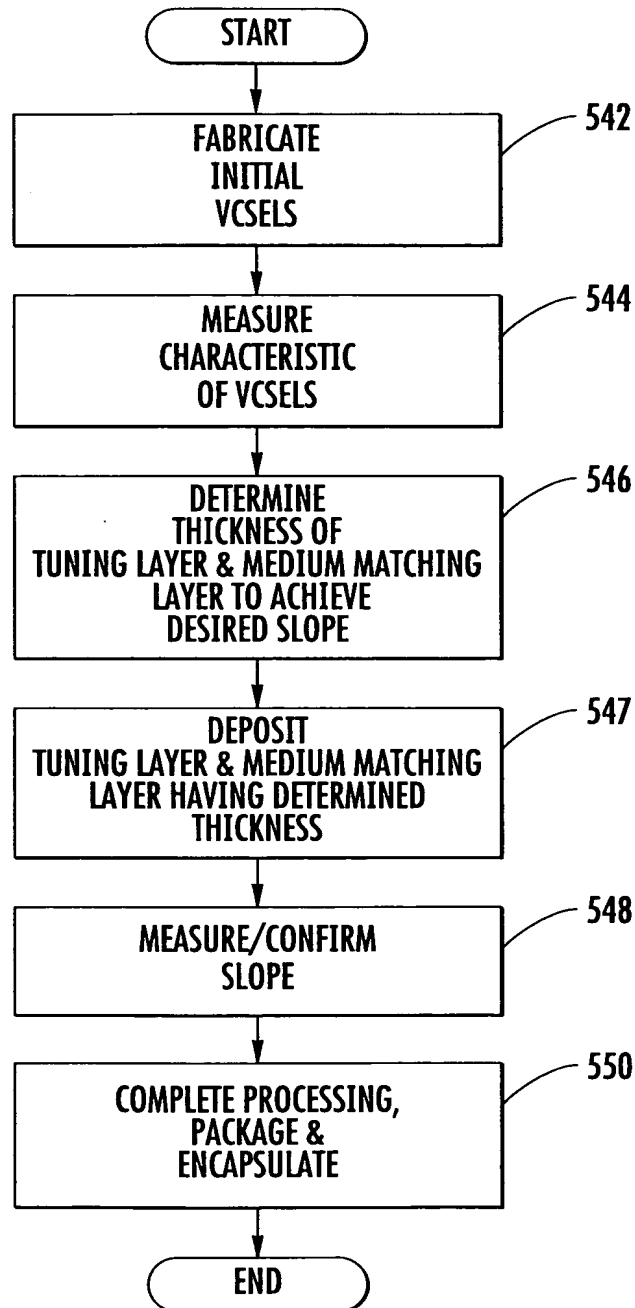 START
542
FABRICATE
INITIAL
VCSELS
544
MEASURE
CHARACTERISTIC
OF VCSELS
546
DETERMINE
THICKNESS OF
TUNING LAYER & MEDIUM MATCHING
LAYER TO ACHIEVE
DESIRED SLOPE
547
DEPOSIT
TUNING LAYER & MEDIUM MATCHING
LAYER HAVING DETERMINED
THICKNESS
548
MEASURE/CONFIRM
SLOPE
550
COMPLETE PROCESSING,
PACKAGE &
ENCAPSULATE
END